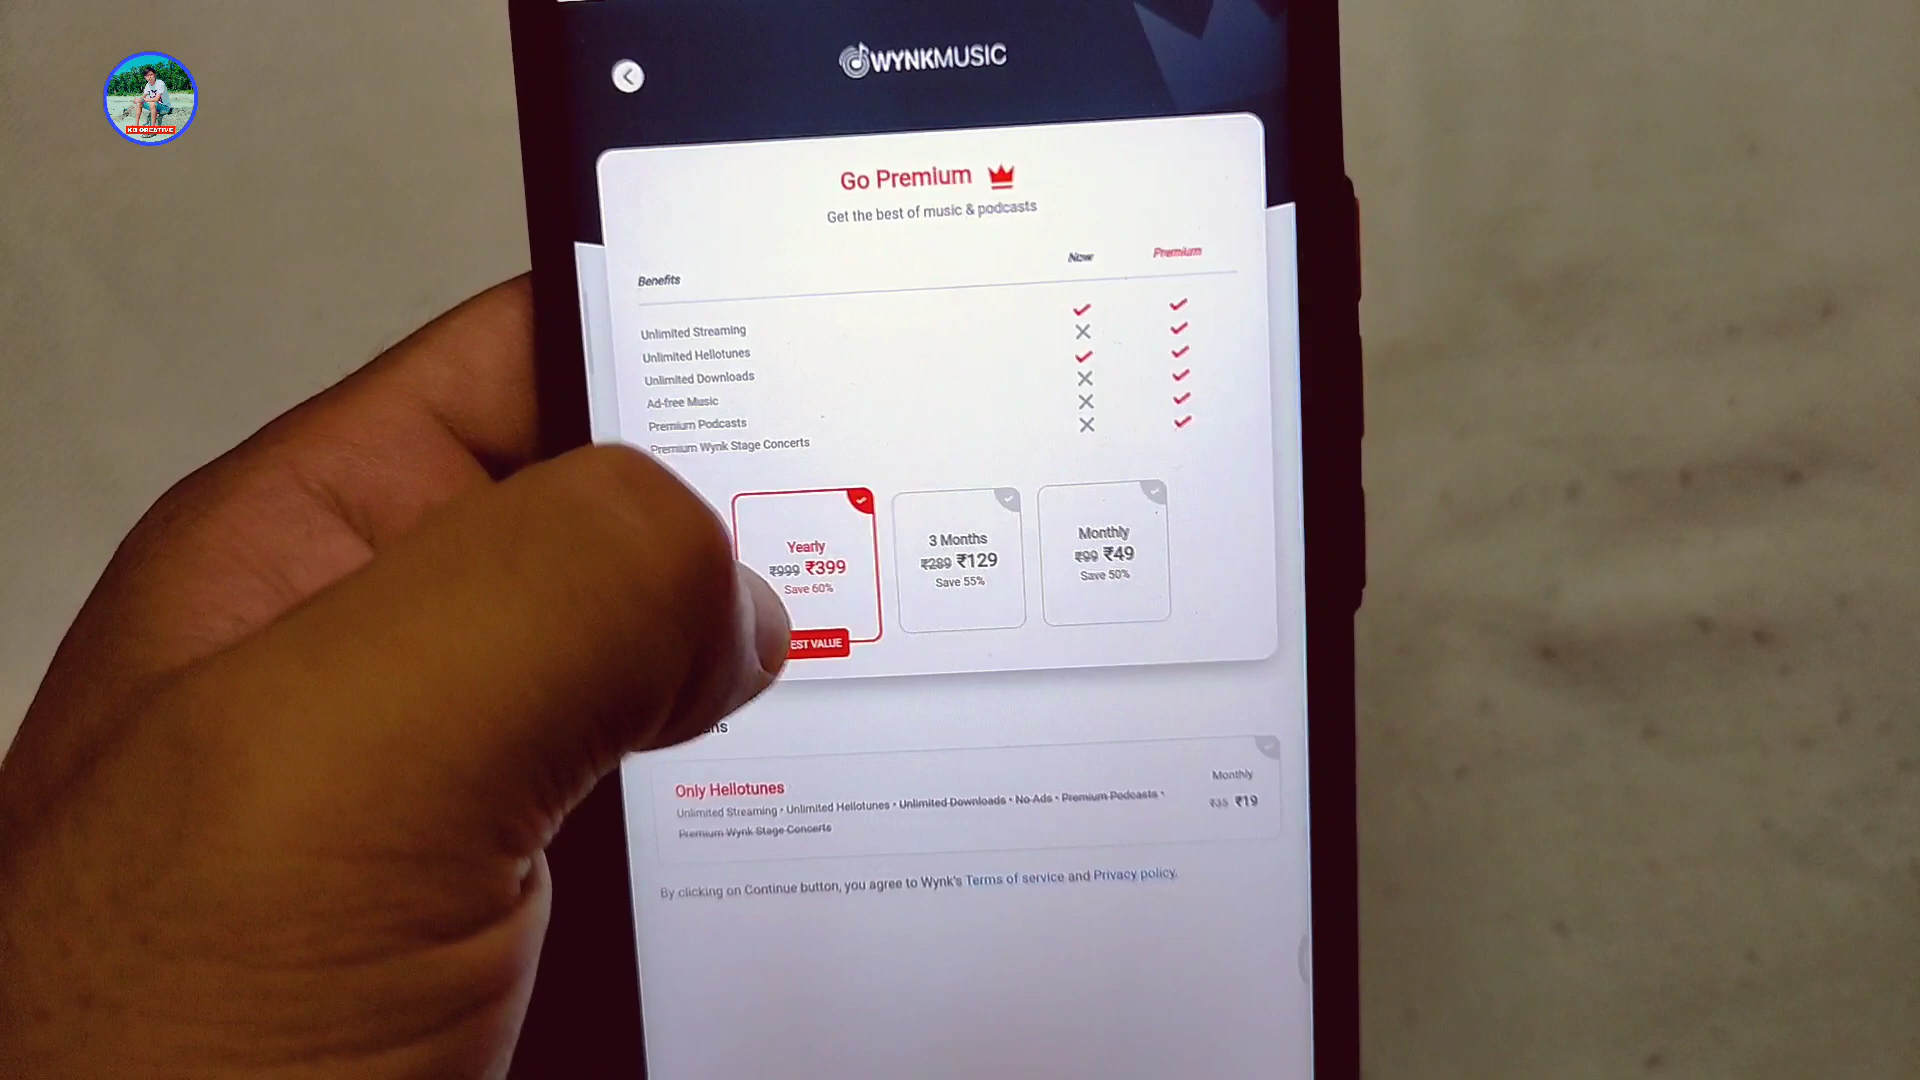 WYNKMUSIC
KD CREATIVE
Go Premium
Get the best of music & podcasts
Benefits Now Premium
Unlimited Streaming
Unlimited Hellotunes
Unlimited Downloads
Ad-free Music
Premium Podcasts
Premium Wynk Stage Concerts
Yearly
₹999 ₹399
Save 60%
EST VALUE
3 Months
₹289 ₹129
Save 55%
Monthly
₹99 ₹49
Save 50%
Only Hellotunes
Unlimited Streaming • Unlimited Hellotunes • Unlimited Downloads • No Ads • Premium Podcasts •
Premium Wynk Stage Concerts
Monthly
₹35 ₹19
By clicking on Continue button, you agree to Wynk's Terms of service and Privacy policy.